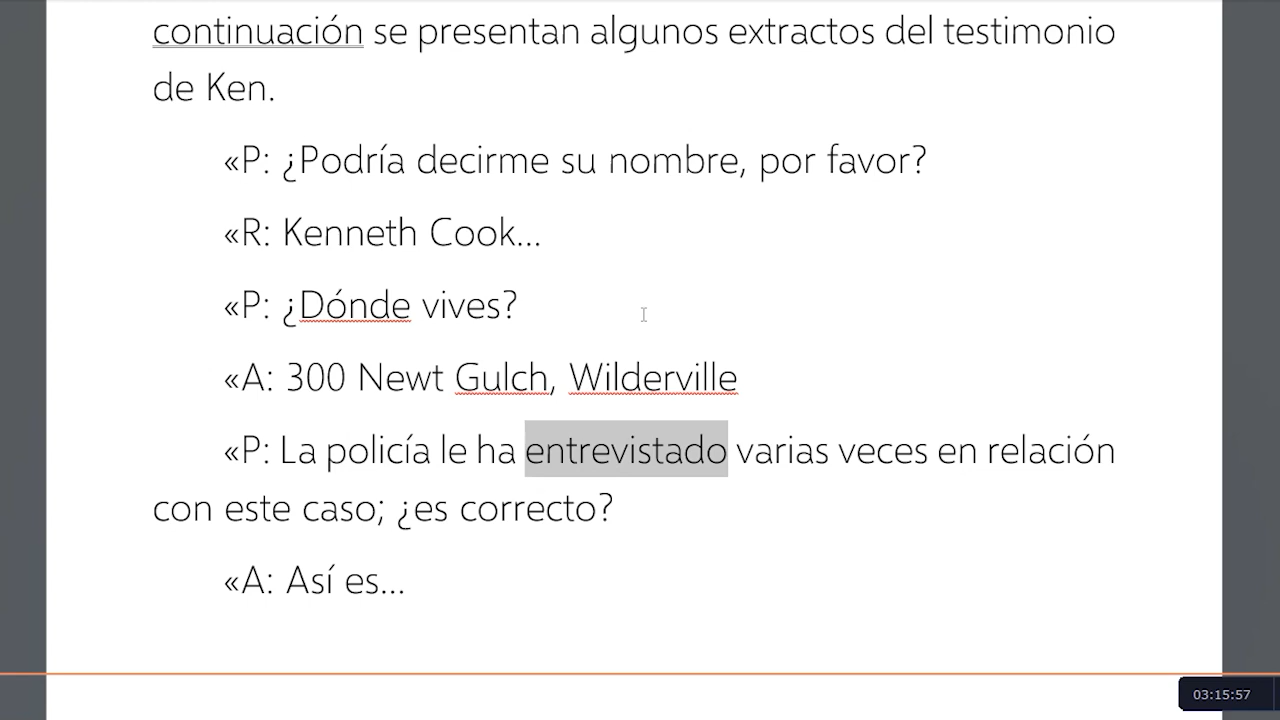 continuación se presentan algunos extractos del testimonio
de Ken.
«P: ¿Podría decirme su nombre, por favor?
«R: Kenneth Cook...
«P: ¿Dónde vives?
«A: 300 Newt Gulch, Wilderville
«P: La policía le ha entrevistado varias veces en relación
con este caso; ¿es correcto?
«A: Así es...
03:15:57